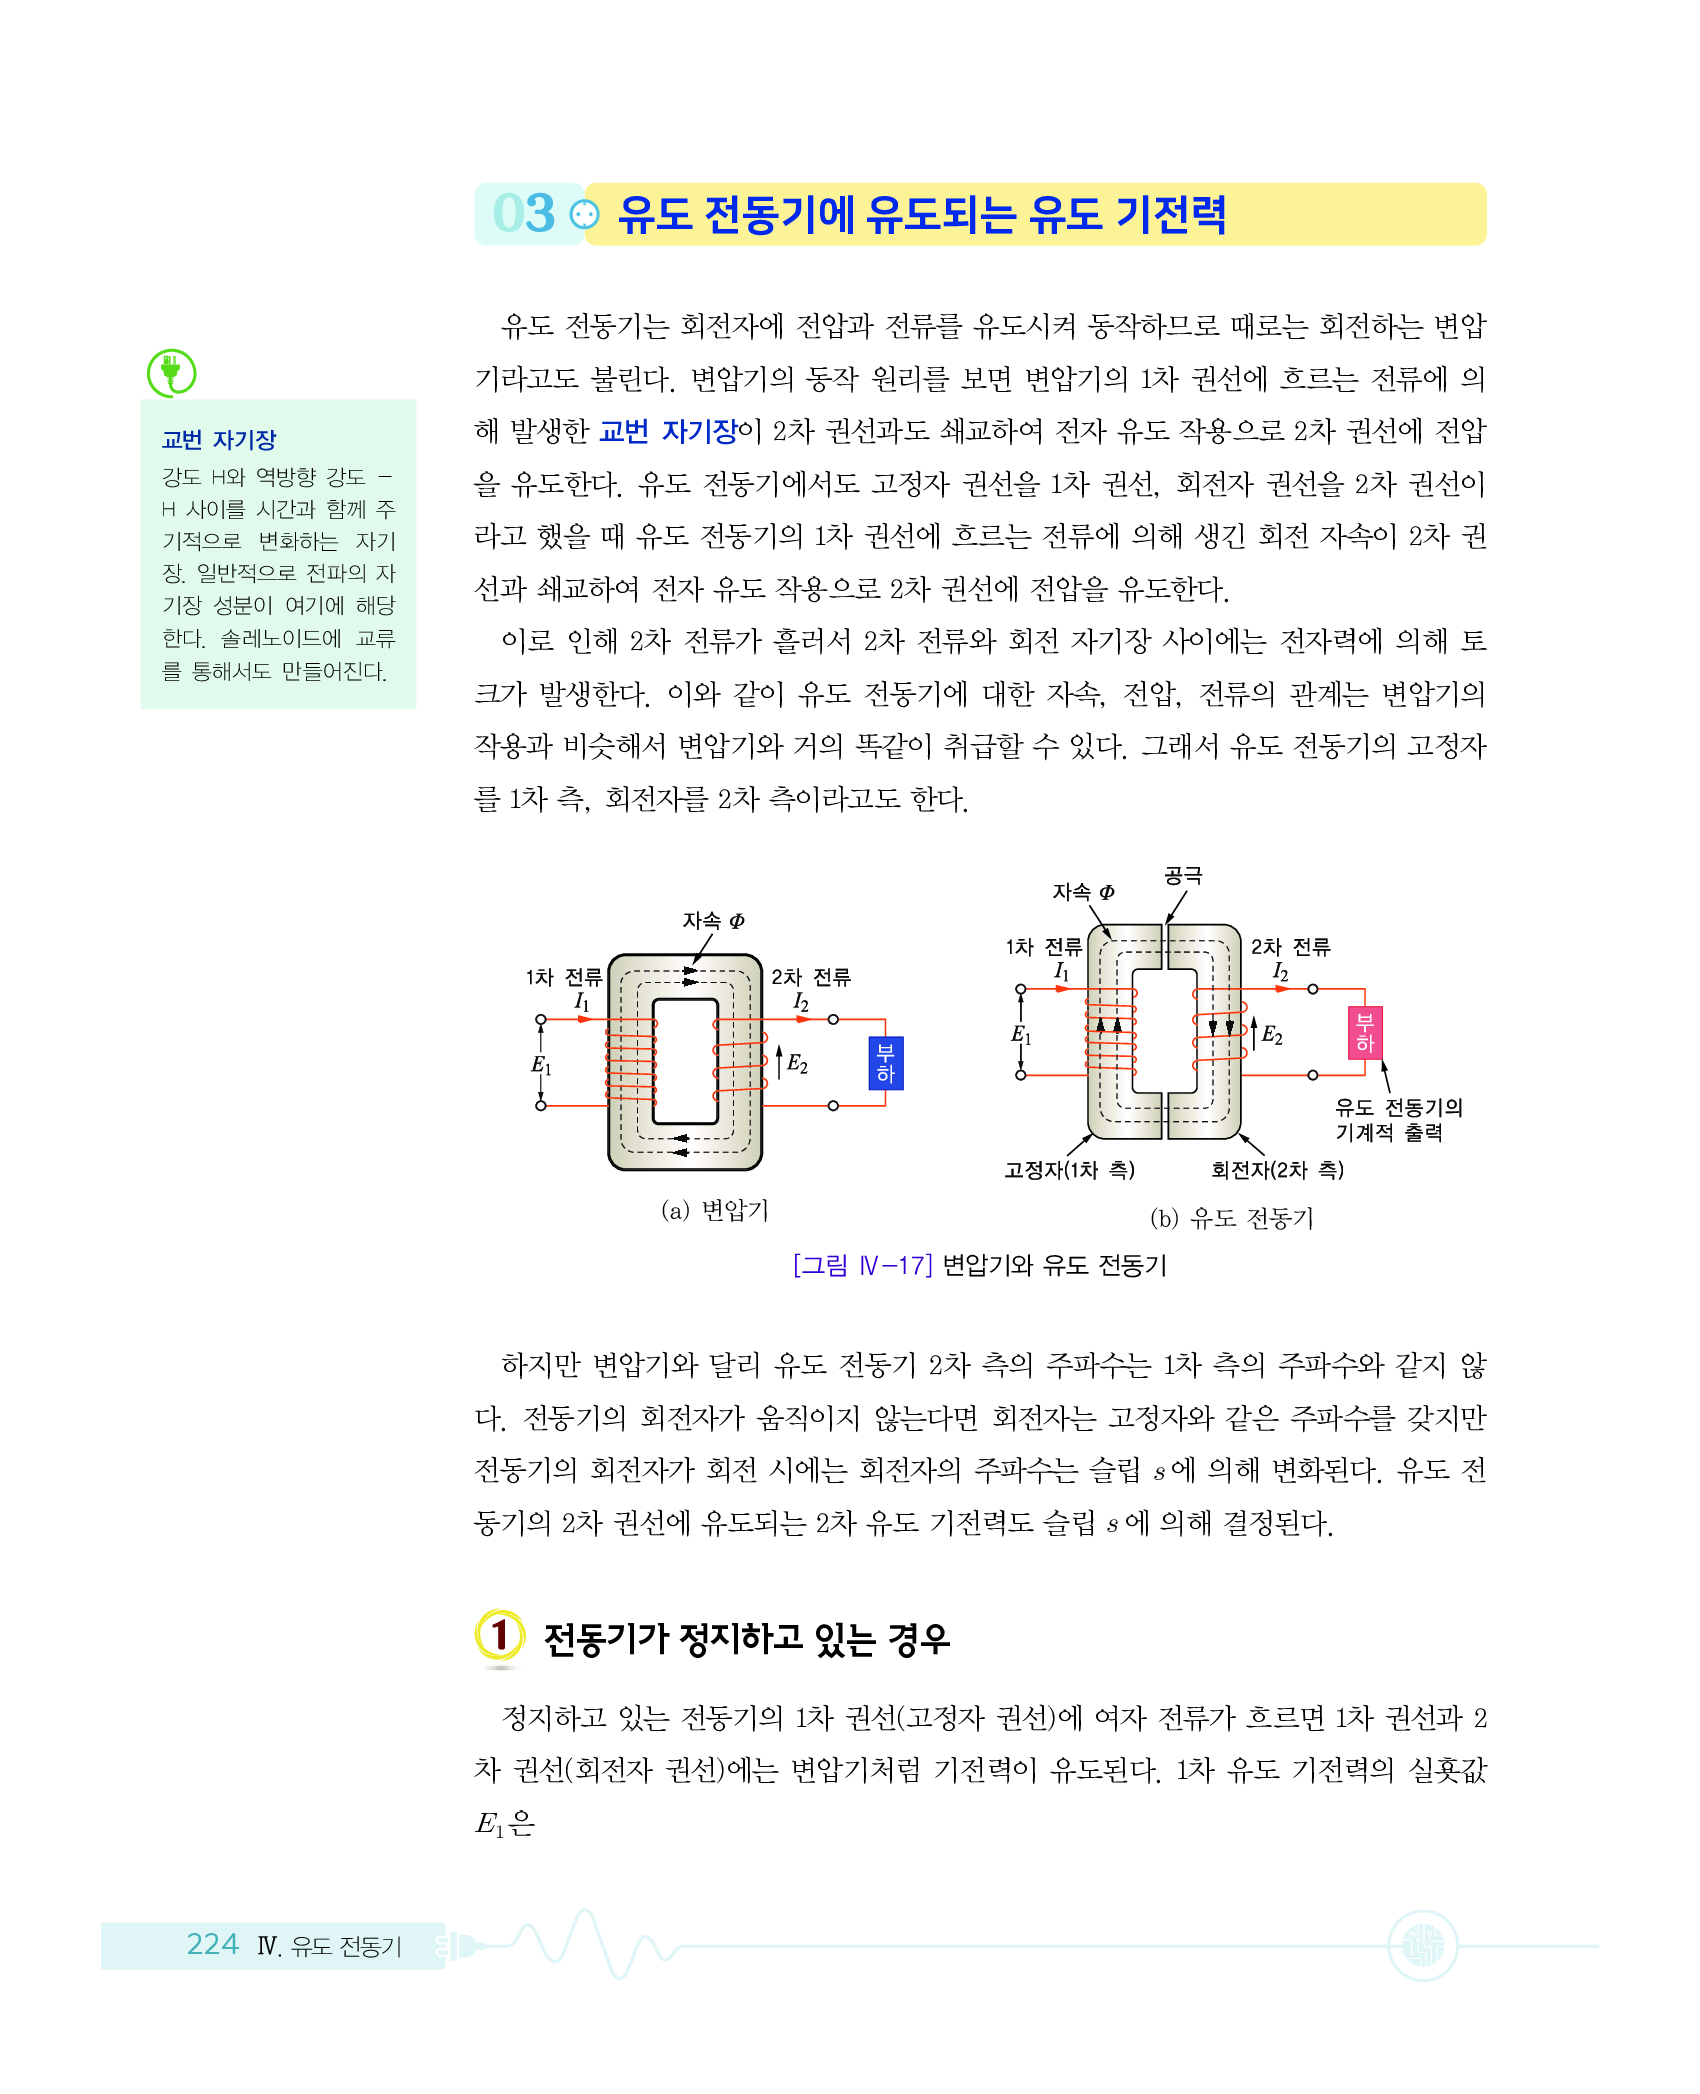 03 유도 전동기에 유도되는 유도 기전력
유도 전동기는 회전자에 전압과 전류를 유도시켜 동작하므로 때로는 회전하는 변압
기라고도 불린다. 변압기의 동작 원리를 보면 변압기의 1차 권선에 흐르는 전류에 의
해 발생한 교번 자기장이 2차 권선과도 쇄교하여 전자 유도 작용으로 2차 권선에 전압
을 유도한다. 유도 전동기에서도 고정자 권선을 1차 권선, 회전자 권선을 2차 권선이
라고 했을 때 유도 전동기의 1차 권선에 흐르는 전류에 의해 생긴 회전 자속이 2차 권
선과 쇄교하여 전자 유도 작용으로 2차 권선에 전압을 유도한다.
이로 인해 2차 전류가 흘러서 2차 전류와 회전 자기장 사이에는 전자력에 의해 토
크가 발생한다. 이와 같이 유도 전동기에 대한 자속, 전압, 전류의 관계는 변압기의
작용과 비슷해서 변압기와 거의 똑같이 취급할 수 있다. 그래서 유도 전동기의 고정자
를 1차 측, 회전자를 2차 측이라고도 한다.
교번 자기장
강도 H와 역방향 강도 -
H 사이를 시간과 함께 주
기적으로 변화하는 자기
장. 일반적으로 전파의 자
기장 성분이 여기에 해당
한다. 솔레노이드에 교류
를 통해서도 만들어진다.
자속 Φ
1차 전류
I1
2차 전류
I2
E1
E2
부하
(a) 변압기
공극
자속 Φ
1차 전류
I1
2차 전류
I2
E1
E2
부하
유도 전동기의
기계적 출력
고정자(1차 측)
회전자(2차 측)
(b) 유도 전동기
[그림 Ⅳ-17] 변압기와 유도 전동기
하지만 변압기와 달리 유도 전동기 2차 측의 주파수는 1차 측의 주파수와 같지 않
다. 전동기의 회전자가 움직이지 않는다면 회전자는 고정자와 같은 주파수를 갖지만
전동기의 회전자가 회전 시에는 회전자의 주파수는 슬립 s에 의해 변화된다. 유도 전
동기의 2차 권선에 유도되는 2차 유도 기전력도 슬립 s에 의해 결정된다.
1 전동기가 정지하고 있는 경우
정지하고 있는 전동기의 1차 권선(고정자 권선)에 여자 전류가 흐르면 1차 권선과 2
차 권선(회전자 권선)에는 변압기처럼 기전력이 유도된다. 1차 유도 기전력의 실횻값
E1은
224 Ⅳ. 유도 전동기